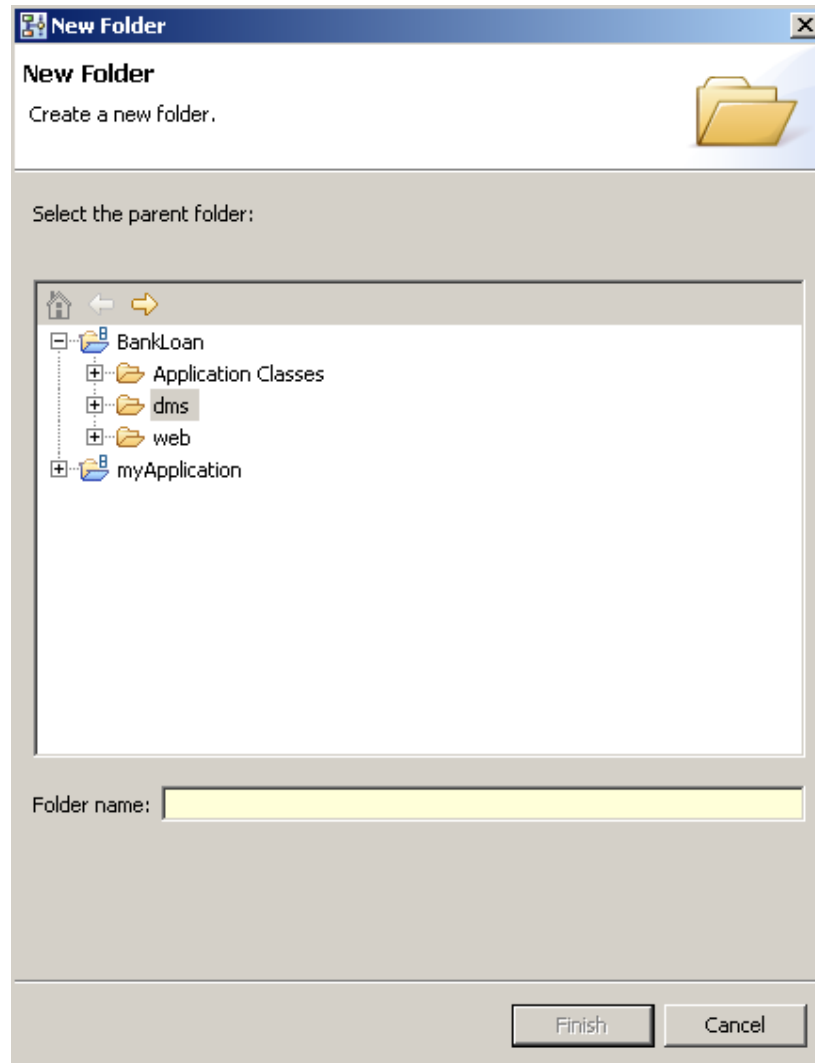 New Folder
New Folder
Create a new folder.
Select the parent folder:
BankLoan
Application Classes
dms
web
myApplication
Folder name:
Finish
Cancel